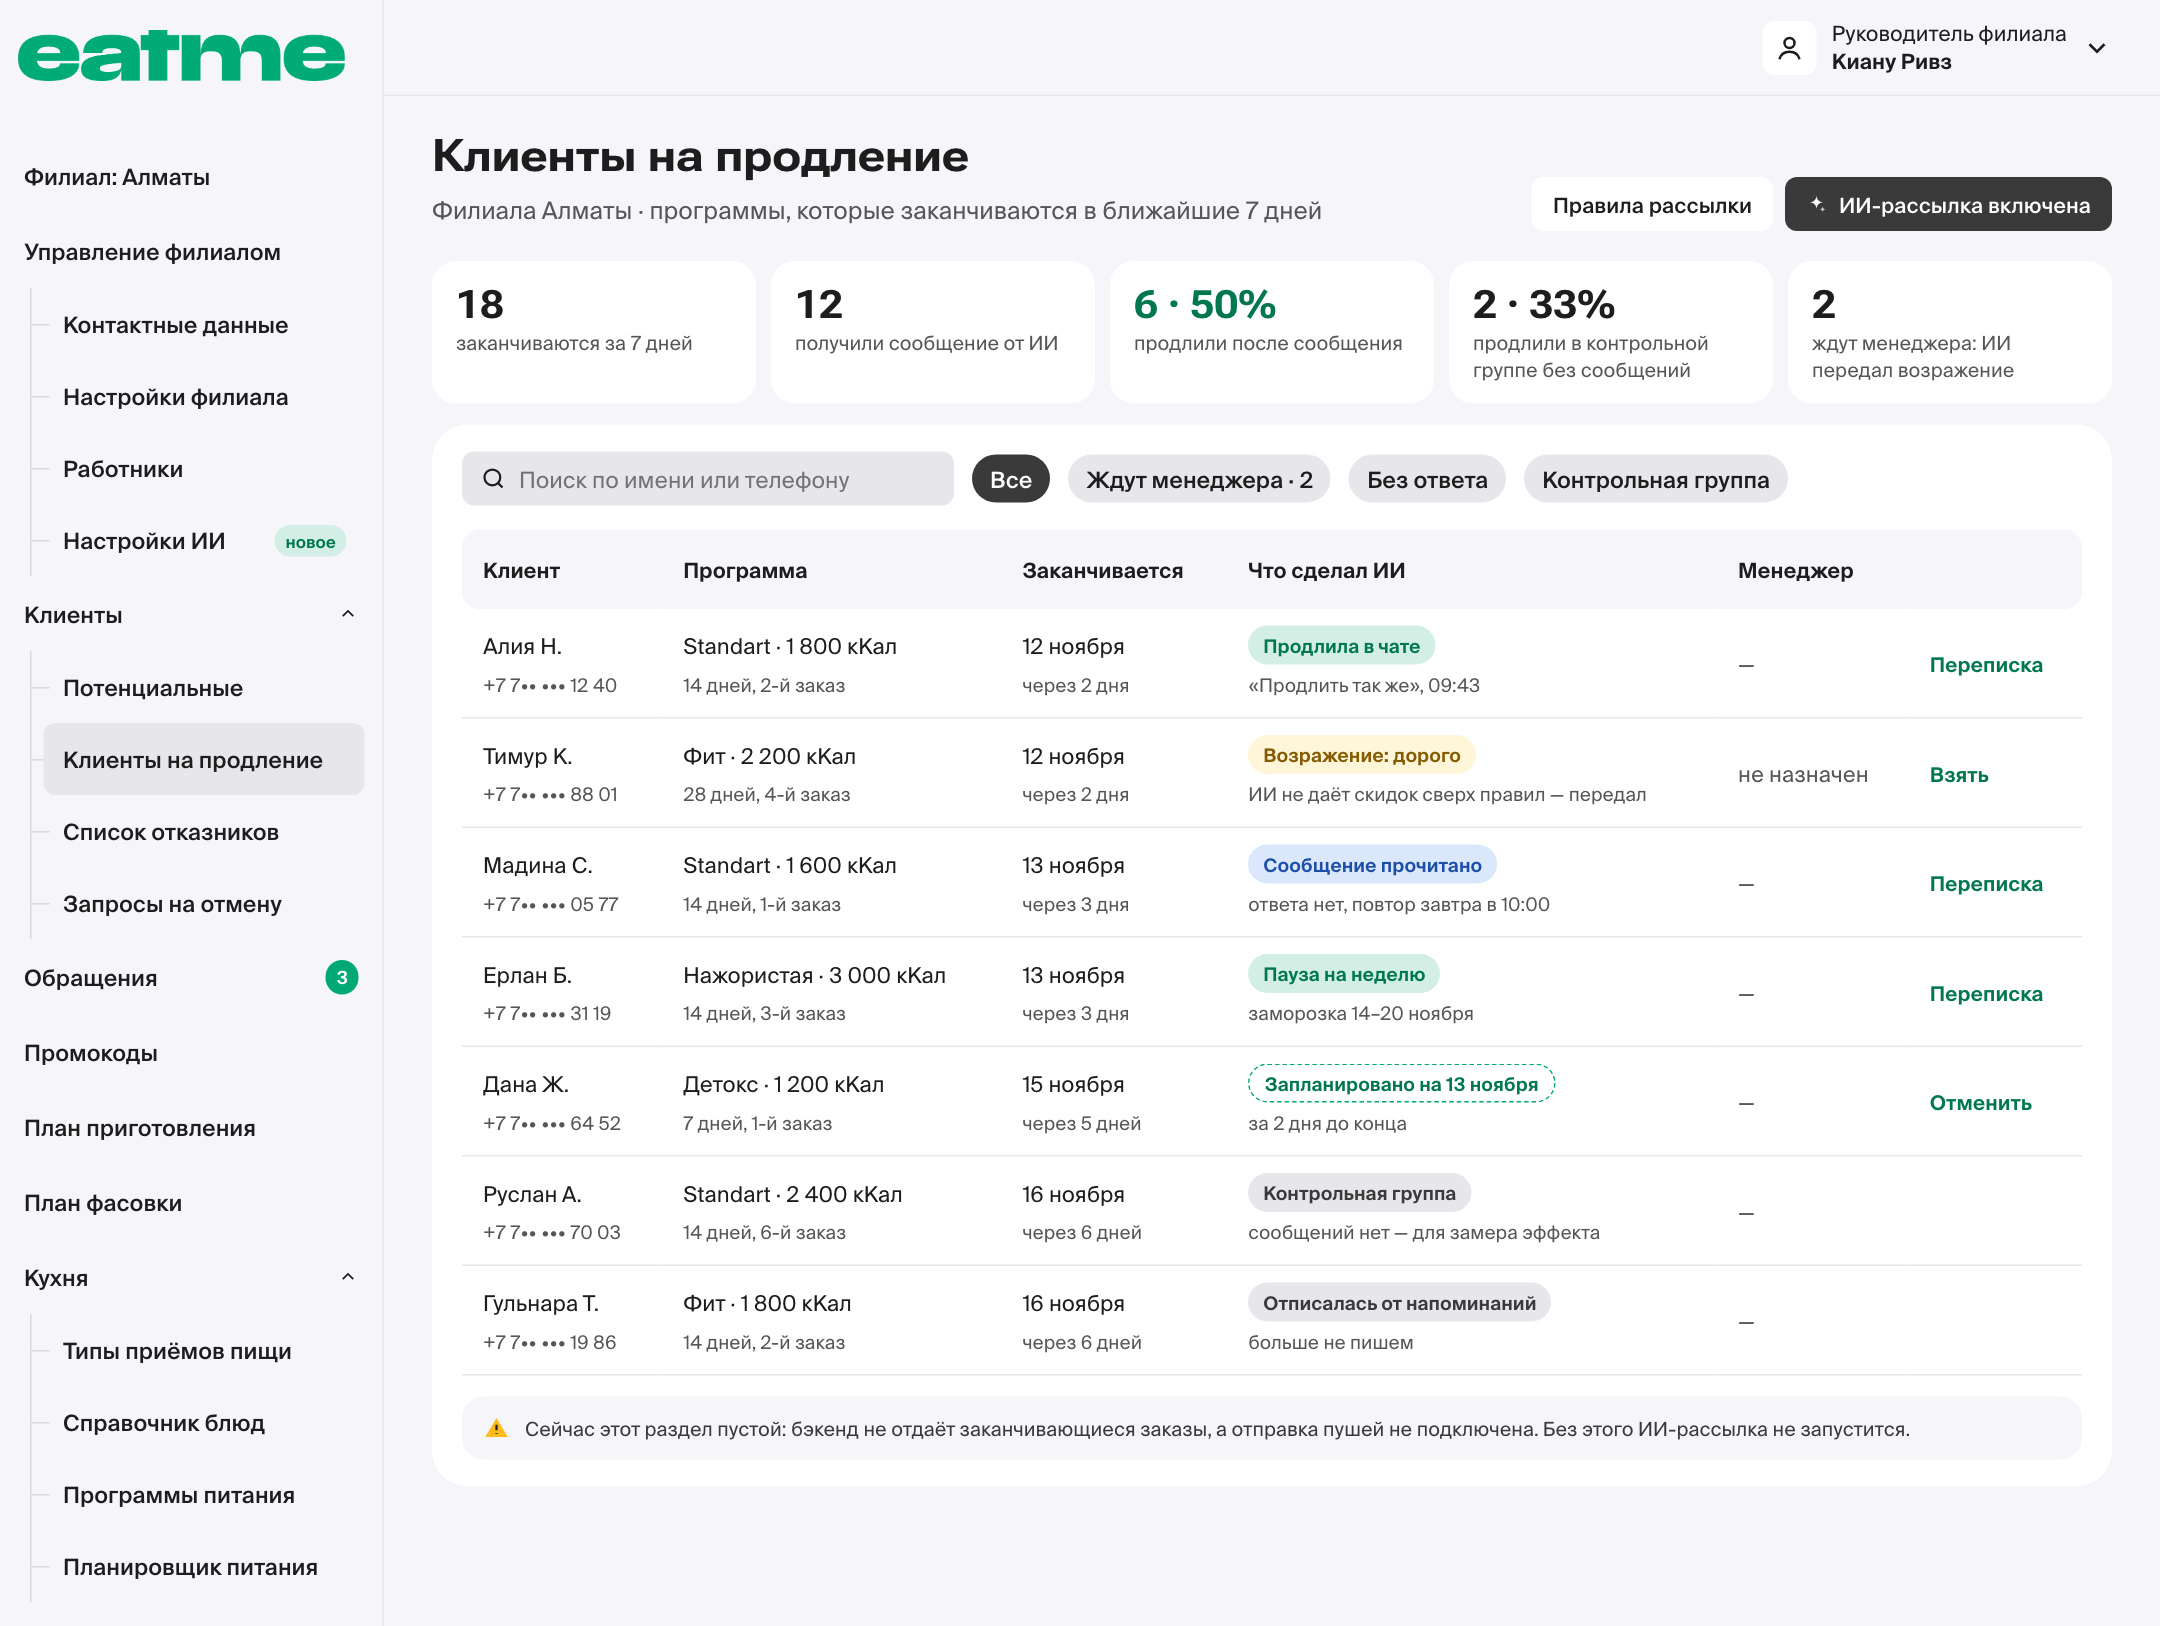 eatme
Руководитель филиала
Киану Ривз
Филиал: Алматы
Управление филиалом
Контактные данные
Настройки филиала
Работники
Настройки ИИ
новое
Клиенты
Потенциальные
Клиенты на продление
Список отказников
Запросы на отмену
Обращения
3
Промокоды
План приготовления
План фасовки
Кухня
Типы приёмов пищи
Справочник блюд
Программы питания
Планировщик питания
Клиенты на продление
Филиала Алматы · программы, которые заканчиваются в ближайшие 7 дней
Правила рассылки
ИИ-рассылка включена
18
заканчиваются за 7 дней
12
получили сообщение от ИИ
6 · 50%
продлили после сообщения
2 · 33%
продлили в контрольной
группе без сообщений
2
ждут менеджера: ИИ
передал возражение
Поиск по имени или телефону
Все
Ждут менеджера · 2
Без ответа
Контрольная группа
Клиент
Программа
Заканчивается
Что сделал ИИ
Менеджер
Алия Н.
Standart · 1 800 кКал
12 ноября
Продлила в чате
—
Переписка
+7 7•• ••• 12 40
14 дней, 2-й заказ
через 2 дня
«Продлить так же», 09:43
Тимур К.
Фит · 2 200 кКал
12 ноября
Возражение: дорого
не назначен
Взять
+7 7•• ••• 88 01
28 дней, 4-й заказ
через 2 дня
ИИ не даёт скидок сверх правил — передал
Мадина С.
Standart · 1 600 кКал
13 ноября
Сообщение прочитано
—
Переписка
+7 7•• ••• 05 77
14 дней, 1-й заказ
через 3 дня
ответа нет, повтор завтра в 10:00
Ерлан Б.
Нажористая · 3 000 кКал
13 ноября
Пауза на неделю
—
Переписка
+7 7•• ••• 31 19
14 дней, 3-й заказ
через 3 дня
заморозка 14–20 ноября
Дана Ж.
Детокс · 1 200 кКал
15 ноября
Запланировано на 13 ноября
—
Отменить
+7 7•• ••• 64 52
7 дней, 1-й заказ
через 5 дней
за 2 дня до конца
Руслан А.
Standart · 2 400 кКал
16 ноября
Контрольная группа
—
+7 7•• ••• 70 03
14 дней, 6-й заказ
через 6 дней
сообщений нет — для замера эффекта
Гульнара Т.
Фит · 1 800 кКал
16 ноября
Отписалась от напоминаний
—
+7 7•• ••• 19 86
14 дней, 2-й заказ
через 6 дней
больше не пишем
Сейчас этот раздел пустой: бэкенд не отдаёт заканчивающиеся заказы, а отправка пушей не подключена. Без этого ИИ-рассылка не запустится.